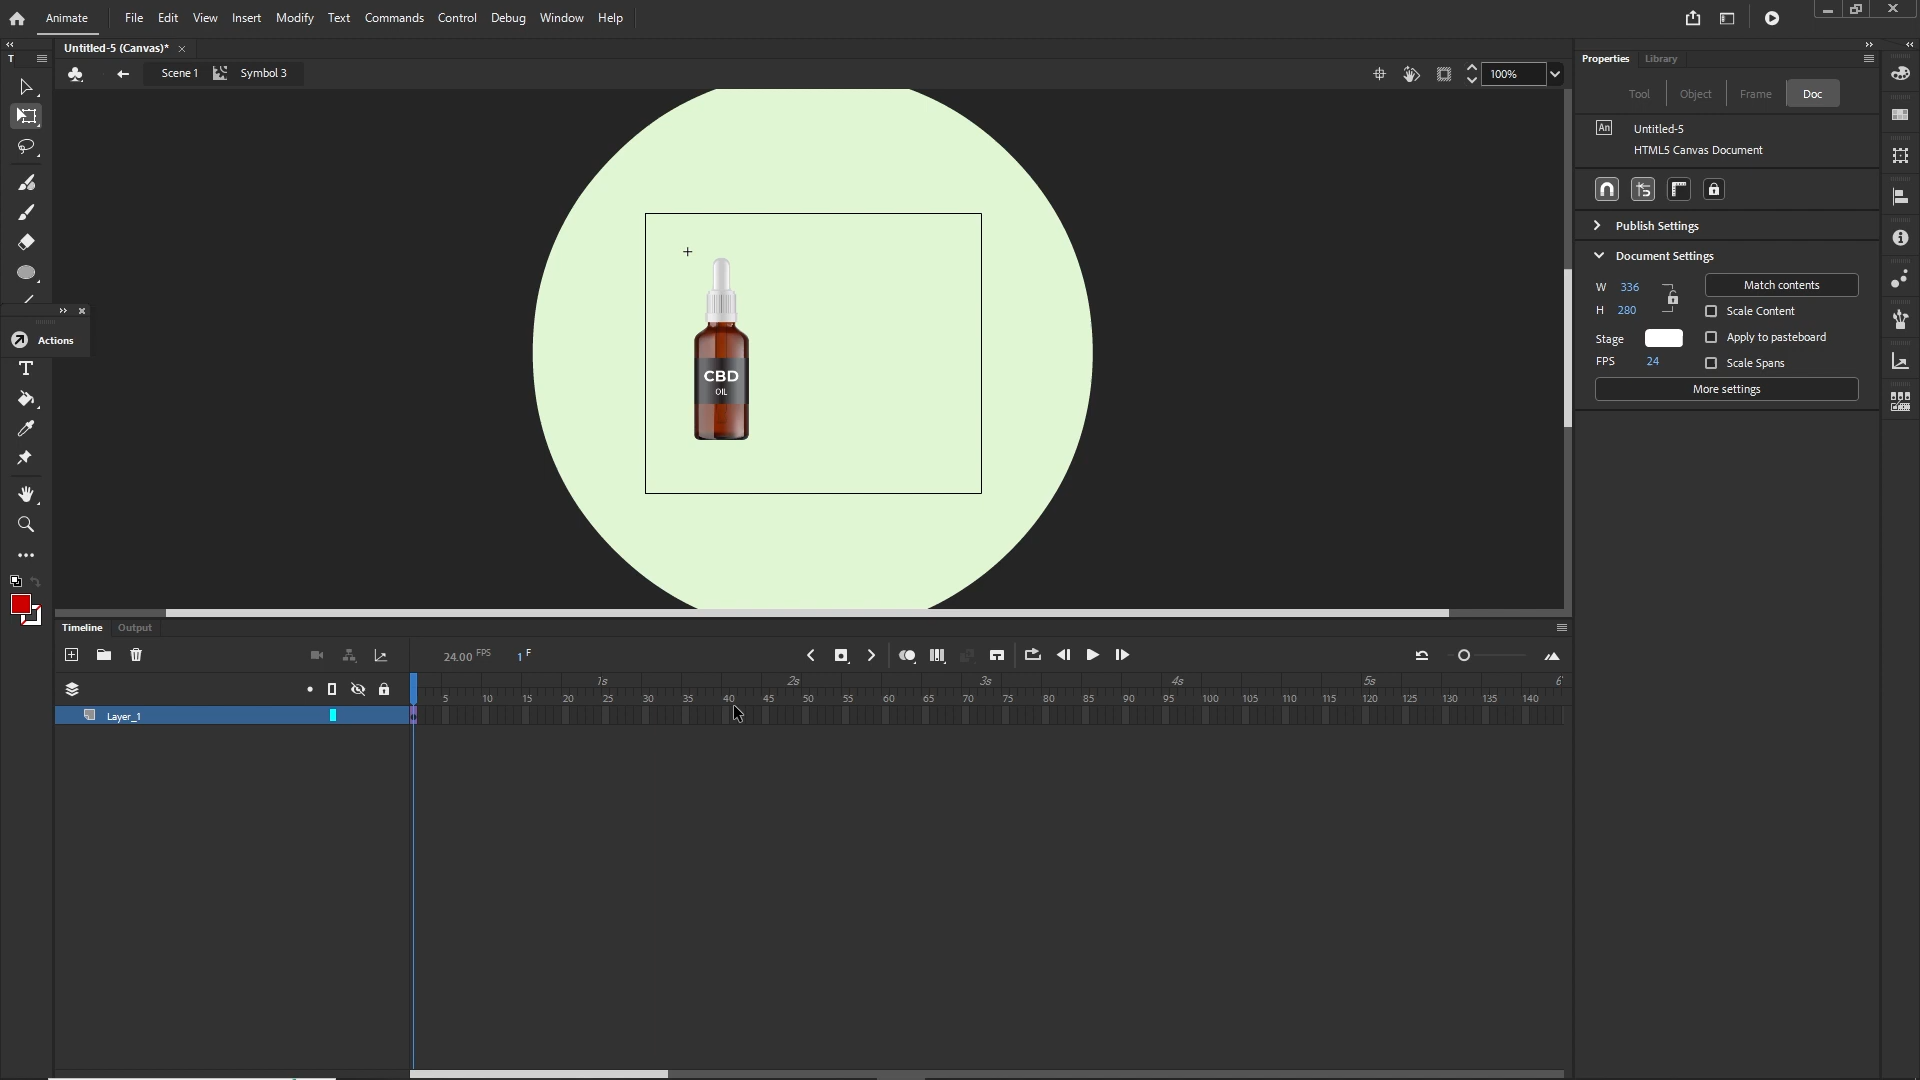 Animate File Edit View Insert Modify Text Commands Control Debug Window Help
Untitled-5 (Canvas)*
Scene 1 Symbol 3 100%
T
Actions
T
CBD
OIL
Properties Library
Tool Object Frame Doc
An Untitled-5
HTML5 Canvas Document
Publish Settings
Document Settings
W 336 Match contents
H 280 Scale Content
Stage Apply to pasteboard
FPS 24 Scale Spans
More settings
Timeline Output
24.00 FPS 1 F
1s 2s 3s 4s 5s 6
5 10 15 20 25 30 35 40 45 50 55 60 65 70 75 80 85 90 95 100 105 110 115 120 125 130 135 140
Layer_1